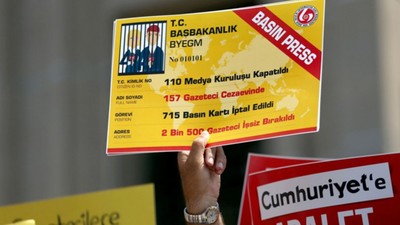 T.C.
BAŞBAKANLIK
BYEGM
No 010101
BASIN PRESS
T.C. KİMLİK NO
CITIZEN ID NO
110 Medya Kuruluşu Kapatıldı
ADI SOYADI
FULL NAME
157 Gazeteci Cezaevinde
GÖREVİ
POSITION
715 Basın Kartı İptal Edildi
ADRES
ADDRESS
2 Bin 500 Gazeteci İşsiz Bırakıldı
Cumhuriyet'e